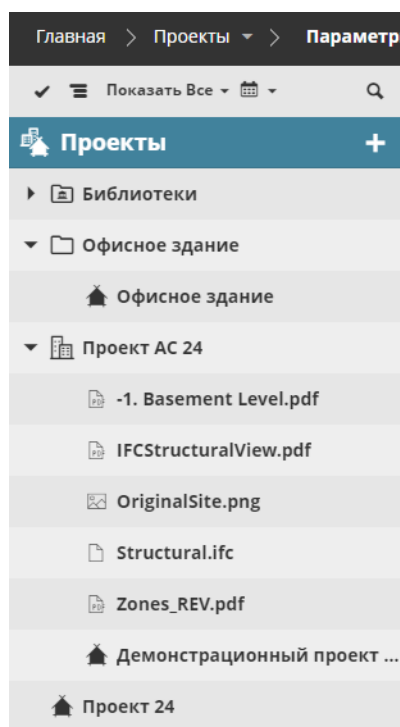 Главная > Проекты > Параметр
Показать Все
Проекты +
Библиотеки
Офисное здание
Офисное здание
Проект АС 24
-1. Basement Level.pdf
IFCStructuralView.pdf
OriginalSite.png
Structural.ifc
Zones_REV.pdf
Демонстрационный проект ...
Проект 24